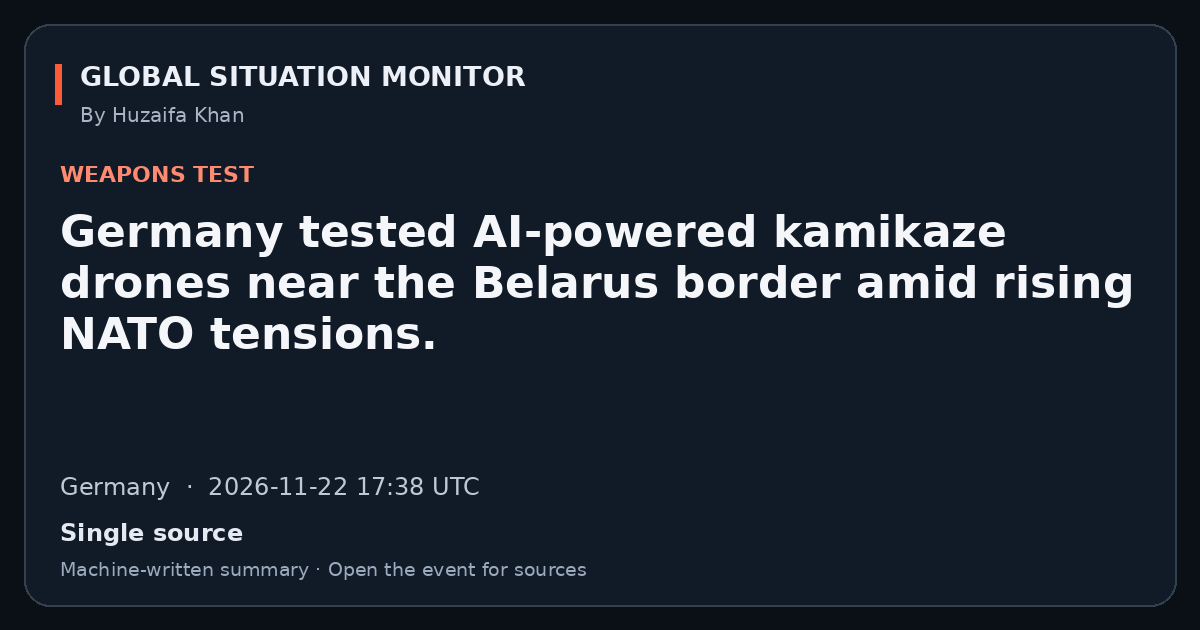 GLOBAL SITUATION MONITOR
By Huzaifa Khan
WEAPONS TEST
Germany tested AI-powered kamikaze
drones near the Belarus border amid rising
NATO tensions.
Germany · 2026-11-22 17:38 UTC
Single source
Machine-written summary · Open the event for sources